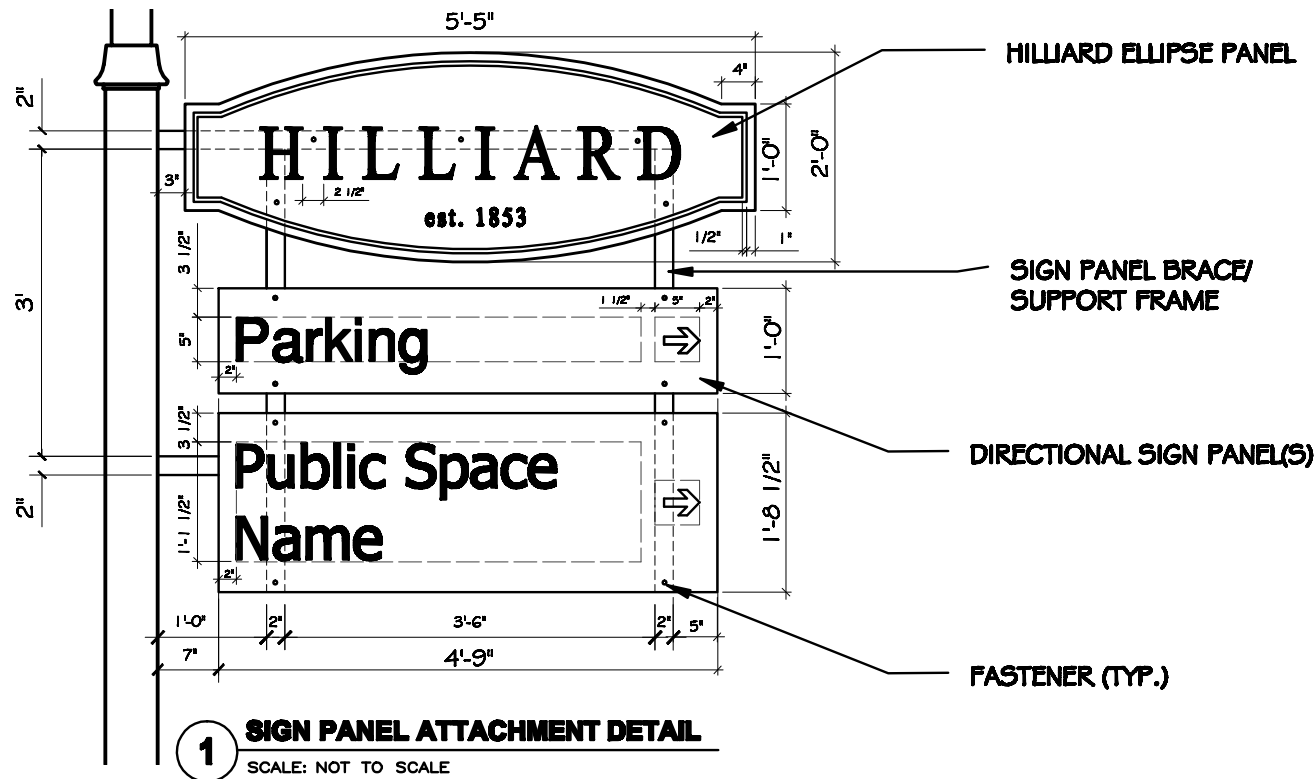 5'-5"
HILLIARD ELLIPSE PANEL
4"
2"
HILLIARD
1'-0"
2'-0"
3"
2 1/2"
est. 1853
1/2"
1"
3 1/2"
SIGN PANEL BRACE/
SUPPORT FRAME
3'
1 1/2"
5"
2"
Parking
5"
1'-0"
2"
DIRECTIONAL SIGN PANEL(S)
3 1/2"
Public Space
Name
2"
1'-1 1/2"
1'-8 1/2"
2"
1'-0"
2"
3'-6"
2"
5"
7"
4'-9"
FASTENER (TYP.)
1
SIGN PANEL ATTACHMENT DETAIL
SCALE: NOT TO SCALE